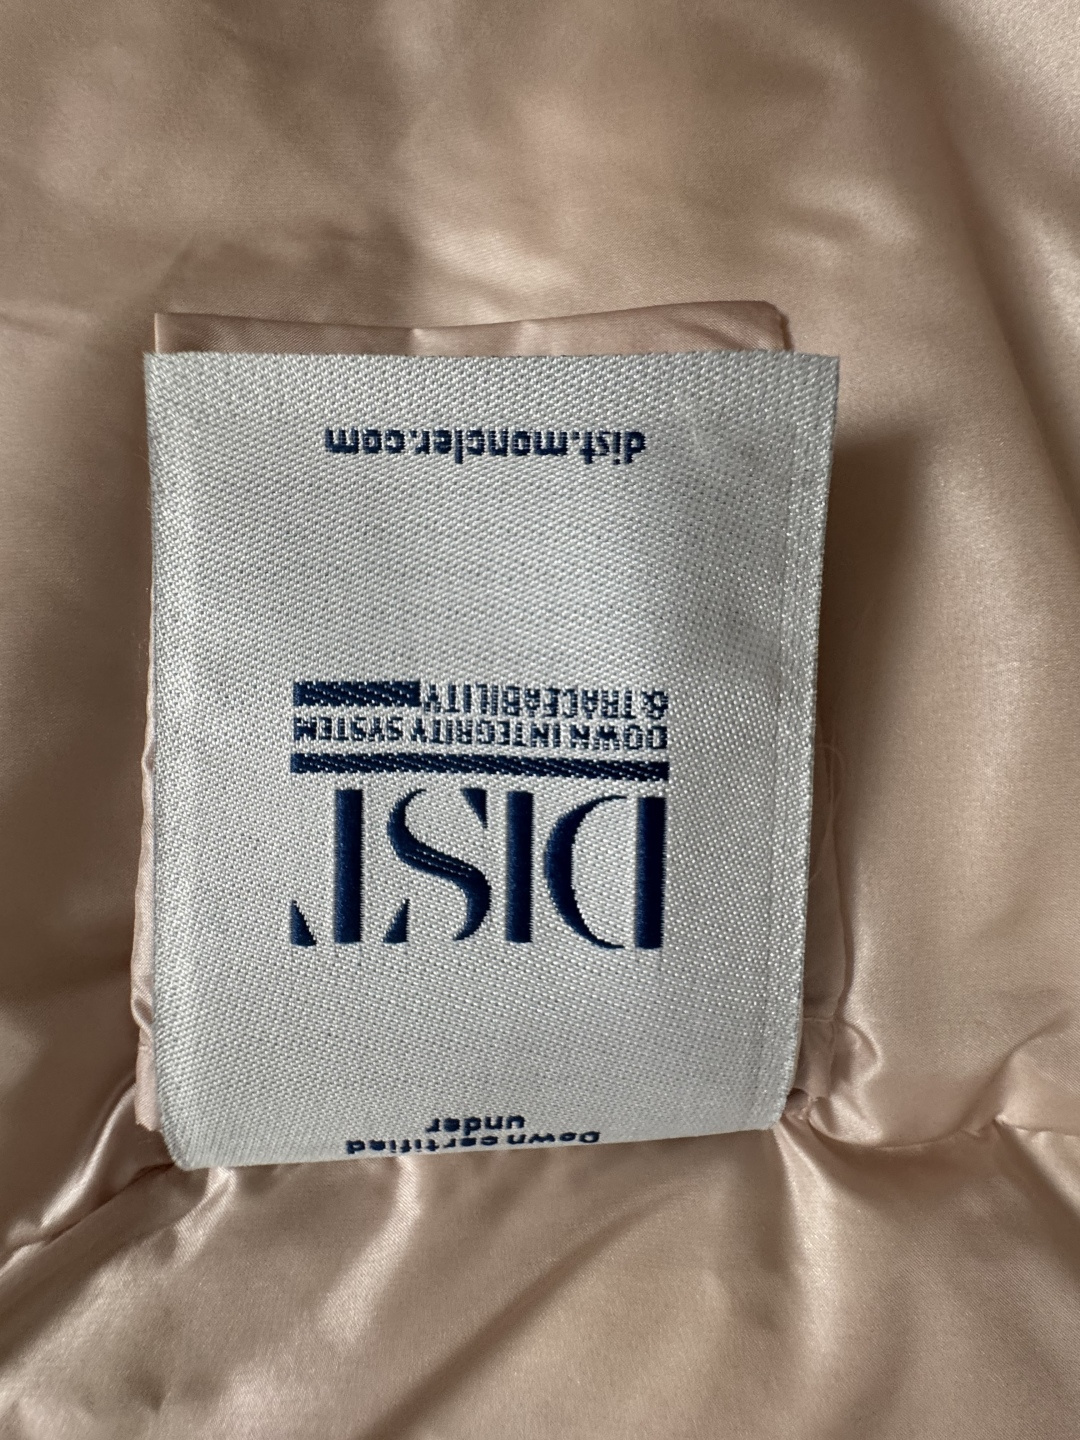 Down certified
under
DIST
DOWN INTEGRITY SYSTEM
& TRACEABILITY
dist.moncler.com